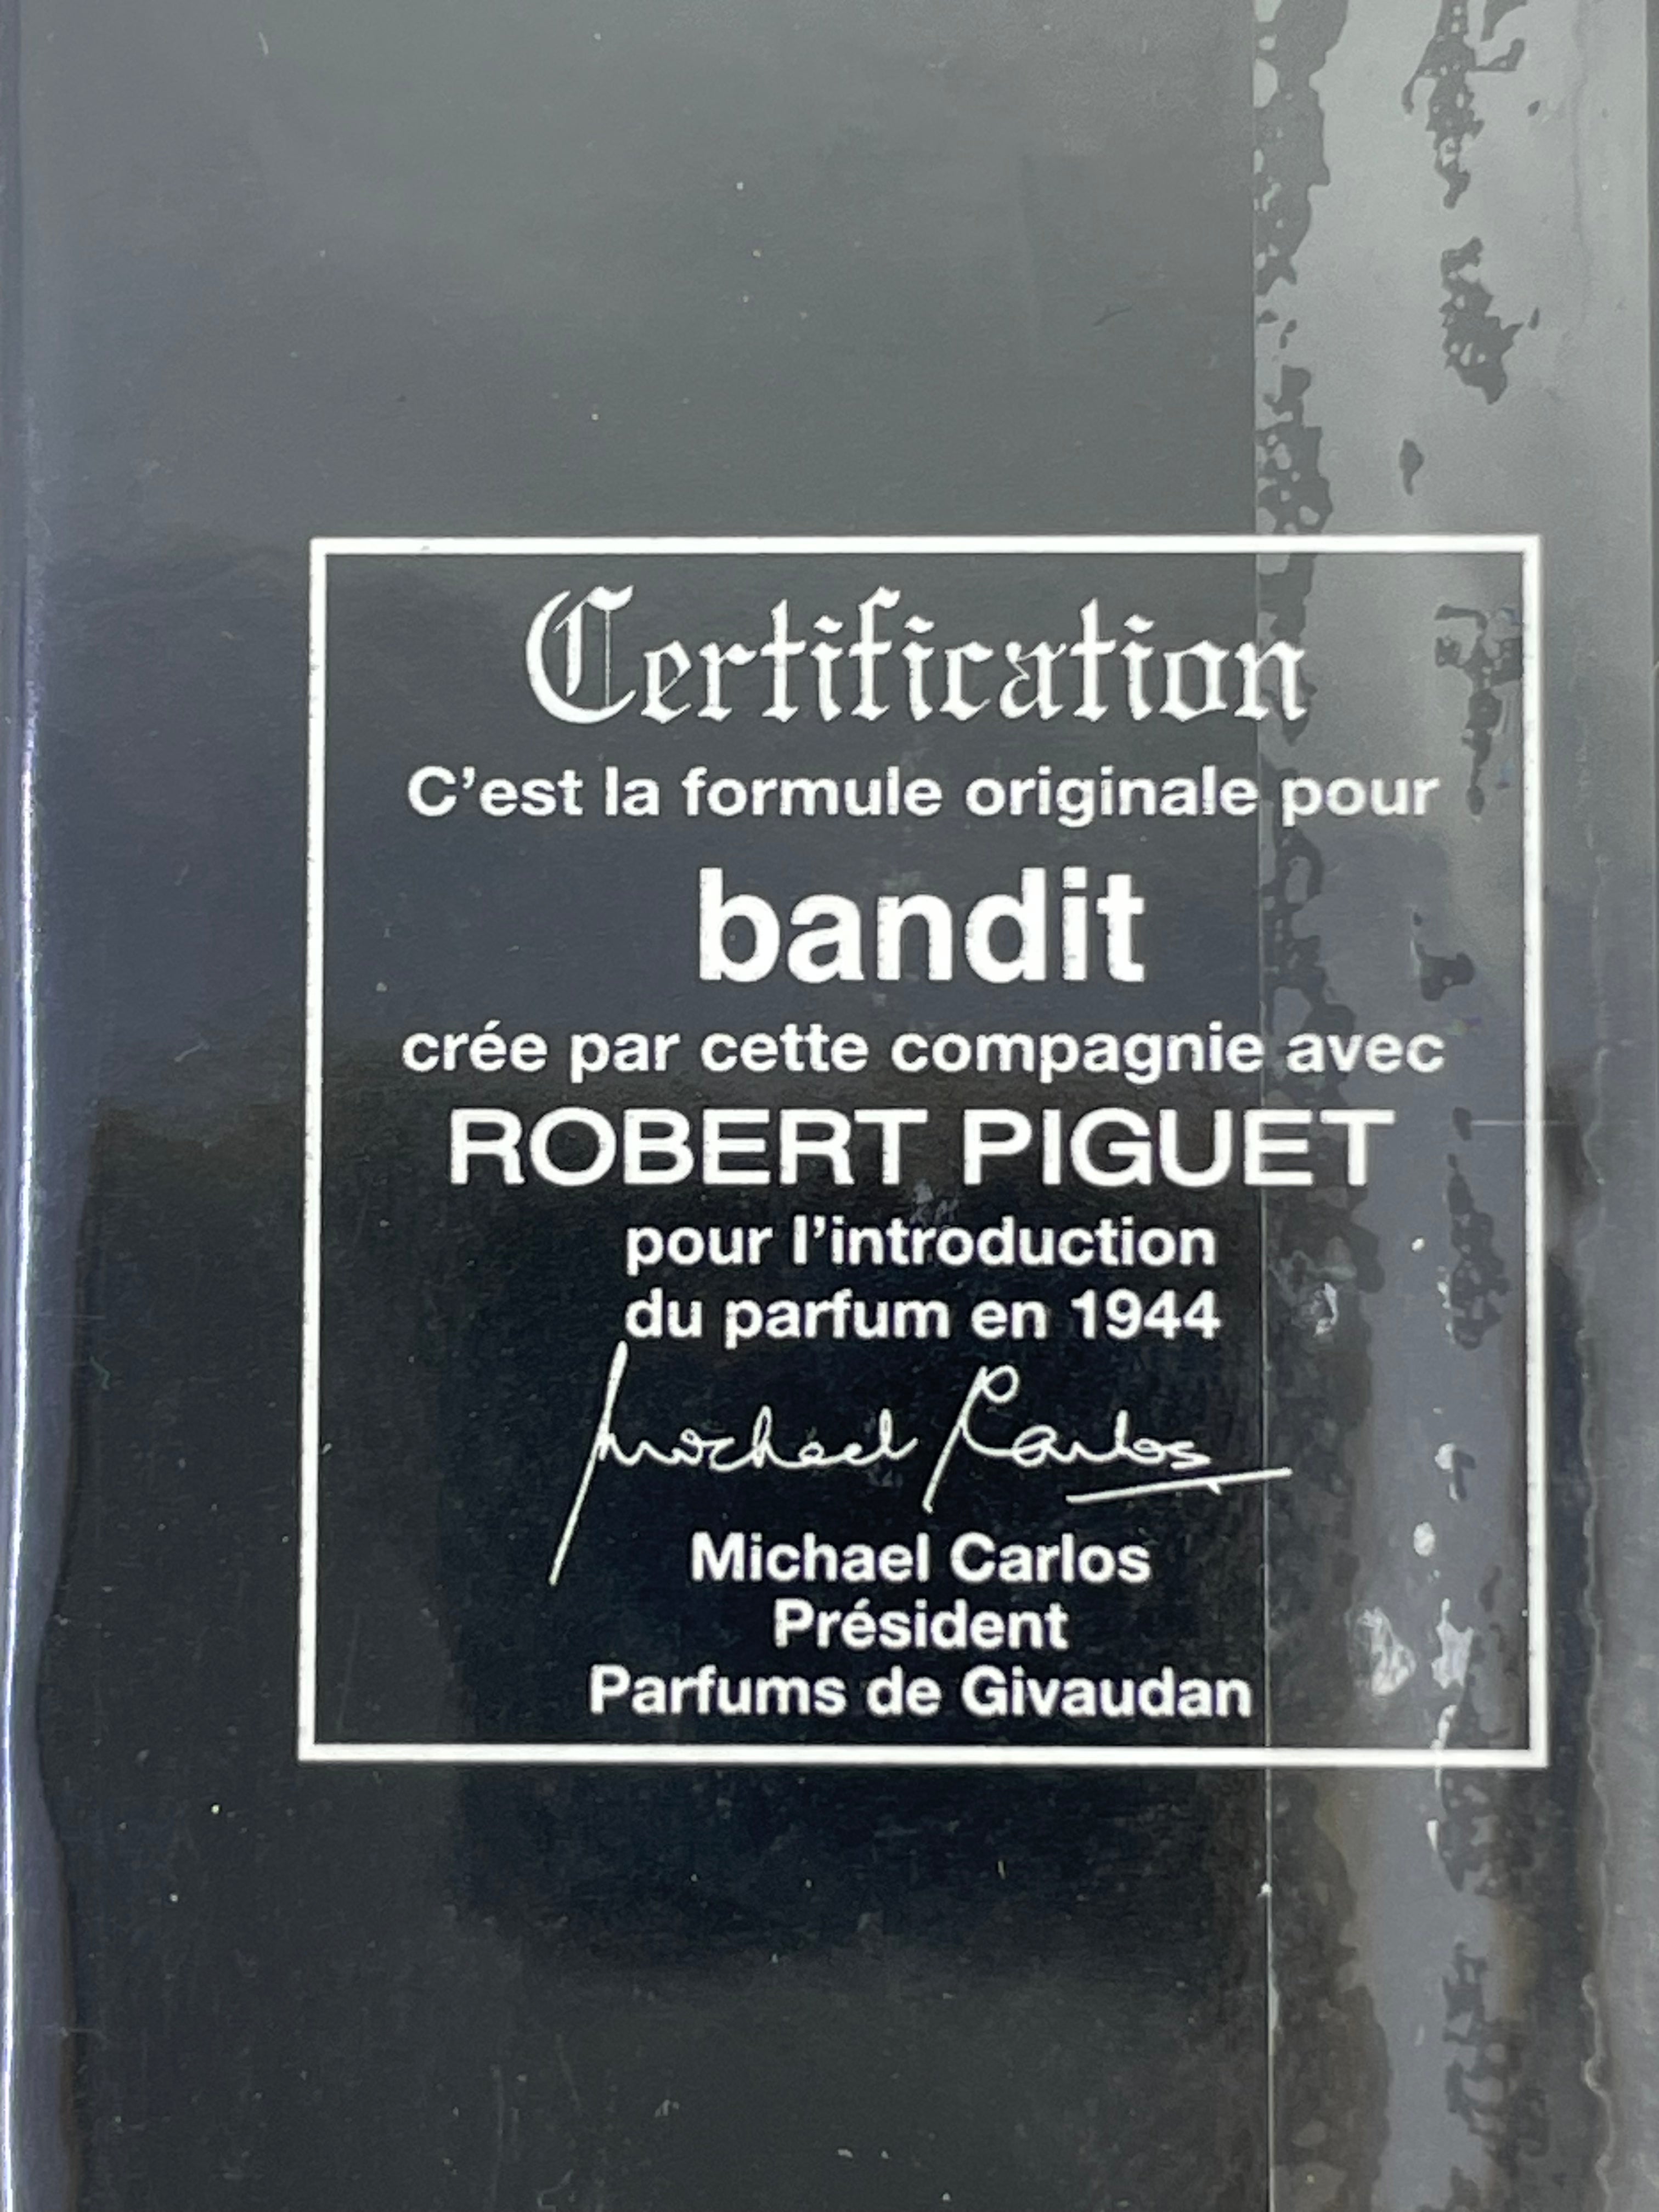 Certification
C’est la formule originale pour
bandit
crée par cette compagnie avec
ROBERT PIGUET
pour l’introduction
du parfum en 1944
Michael Carlos
Michael Carlos
Président
Parfums de Givaudan